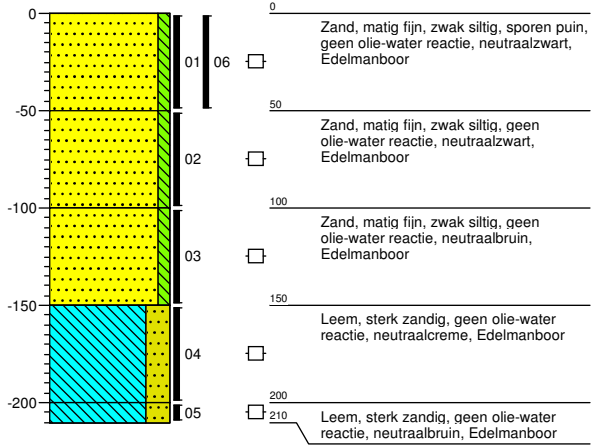 0
0
Zand, matig fijn, zwak siltig, sporen puin,
geen olie-water reactie, neutraalzwart,
Edelmanboor
01
06
-50
50
Zand, matig fijn, zwak siltig, geen
olie-water reactie, neutraalzwart,
Edelmanboor
02
-100
100
Zand, matig fijn, zwak siltig, geen
olie-water reactie, neutraalbruin,
Edelmanboor
03
-150
150
Leem, sterk zandig, geen olie-water
reactie, neutraalcreme, Edelmanboor
04
-200
200
05
210
Leem, sterk zandig, geen olie-water
reactie, neutraalbruin, Edelmanboor